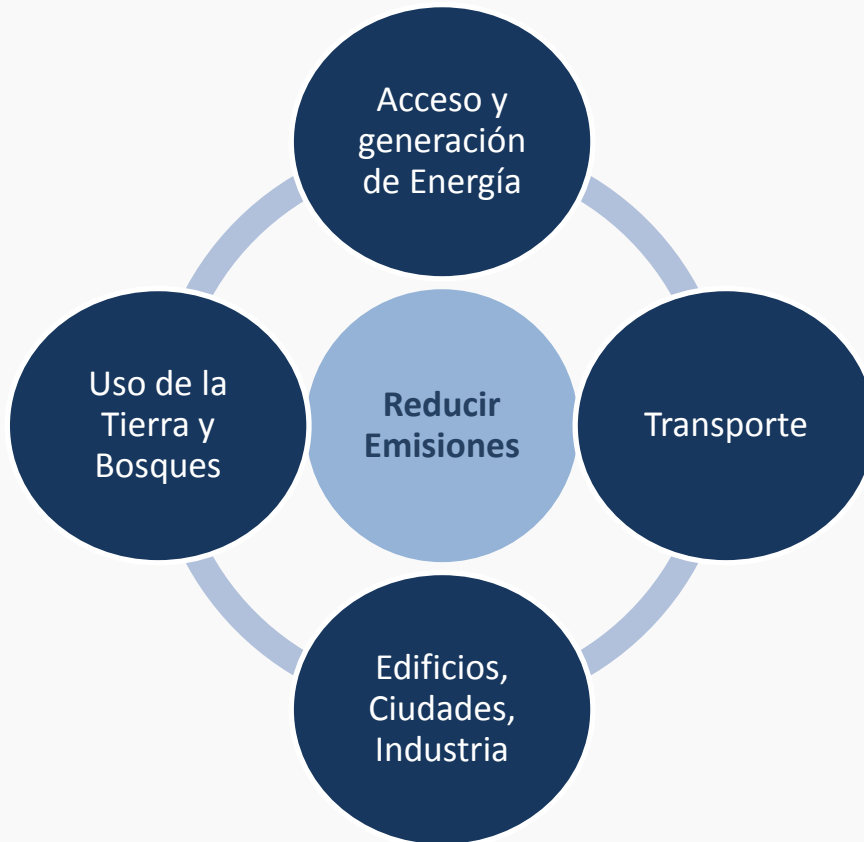 Acceso y
generación
de Energía
Uso de la
Tierra y
Bosques
Reducir
Emisiones
Transporte
Edificios,
Ciudades,
Industria